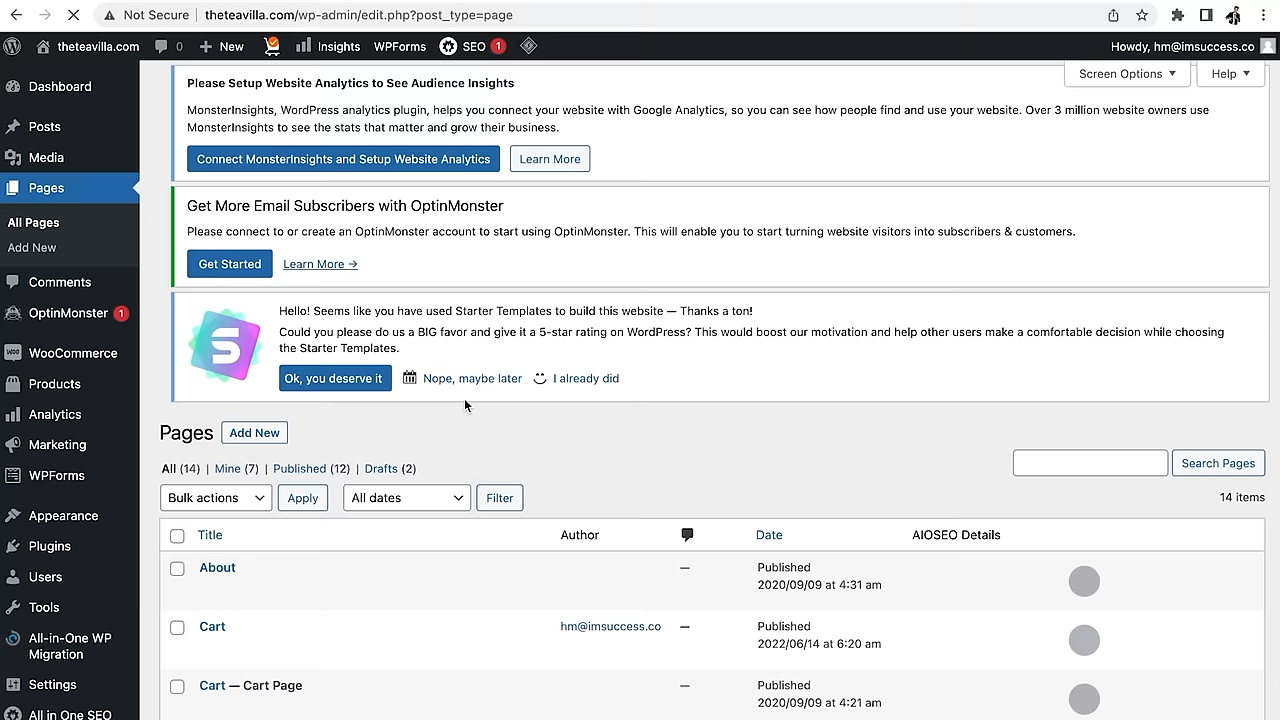 Not Secure theteavilla.com/wp-admin/edit.php?post_type=page
theteavilla.com 0 New Insights WPForms SEO 1 Howdy, hm@imsuccess.co
Screen Options Help
Dashboard
Posts
Media
Pages
All Pages
Add New
Comments
OptinMonster 1
WooCommerce
Products
Analytics
Marketing
WPForms
Appearance
Plugins
Users
Tools
All-in-One WP
Migration
Settings
All in One SEO
Please Setup Website Analytics to See Audience Insights
MonsterInsights, WordPress analytics plugin, helps you connect your website with Google Analytics, so you can see how people find and use your website. Over 3 million website owners use
MonsterInsights to see the stats that matter and grow their business.
Connect MonsterInsights and Setup Website Analytics Learn More
Get More Email Subscribers with OptinMonster
Please connect to or create an OptinMonster account to start using OptinMonster. This will enable you to start turning website visitors into subscribers & customers.
Get Started Learn More →
Hello! Seems like you have used Starter Templates to build this website — Thanks a ton!
Could you please do us a BIG favor and give it a 5-star rating on WordPress? This would boost our motivation and help other users make a comfortable decision while choosing
the Starter Templates.
Ok, you deserve it Nope, maybe later I already did
Pages Add New
All (14) | Mine (7) | Published (12) | Drafts (2)
Search Pages
Bulk actions Apply All dates Filter 14 items
Title Author Date AIOSEO Details
About — Published
2020/09/09 at 4:31 am
Cart hm@imsuccess.co — Published
2022/06/14 at 6:20 am
Cart — Cart Page — Published
2020/09/09 at 4:21 am